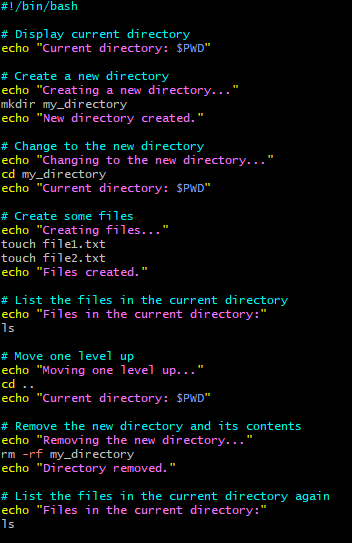 #!/bin/bash
# Display current directory
echo "Current directory: $PWD"
# Create a new directory
echo "Creating a new directory..."
mkdir my_directory
echo "New directory created."
# Change to the new directory
echo "Changing to the new directory..."
cd my_directory
echo "Current directory: $PWD"
# Create some files
echo "Creating files..."
touch file1.txt
touch file2.txt
echo "Files created."
# List the files in the current directory
echo "Files in the current directory:"
ls
# Move one level up
echo "Moving one level up..."
cd ..
echo "Current directory: $PWD"
# Remove the new directory and its contents
echo "Removing the new directory..."
rm -rf my_directory
echo "Directory removed."
# List the files in the current directory again
echo "Files in the current directory:"
ls